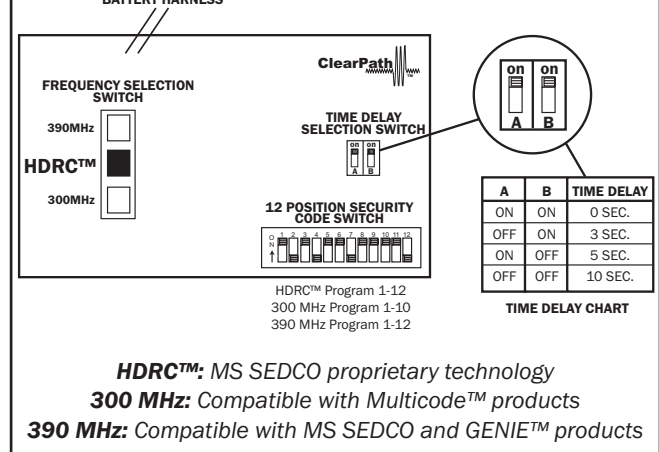 BATTERY HARNESS
ClearPath™
FREQUENCY SELECTION
SWITCH
390MHz
HDRC™
300MHz
TIME DELAY
SELECTION SWITCH
on on
A B
12 POSITION SECURITY
CODE SWITCH
O N
1 2 3 4 5 6 7 8 9 10 11 12
HDRC™ Program 1-12
300 MHz Program 1-10
390 MHz Program 1-12
on on
A B
A B TIME DELAY
ON ON 0 SEC.
OFF ON 3 SEC.
ON OFF 5 SEC.
OFF OFF 10 SEC.
TIME DELAY CHART
HDRC™: MS SEDCO proprietary technology
300 MHz: Compatible with Multicode™ products
390 MHz: Compatible with MS SEDCO and GENIE™ products